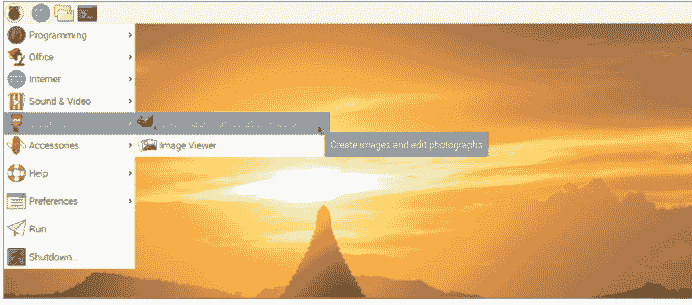 Programming
Office
Internet
Sound & Video
Accessories
Image Viewer
Create images and edit photographs
Help
Preferences
Run
Shutdown...